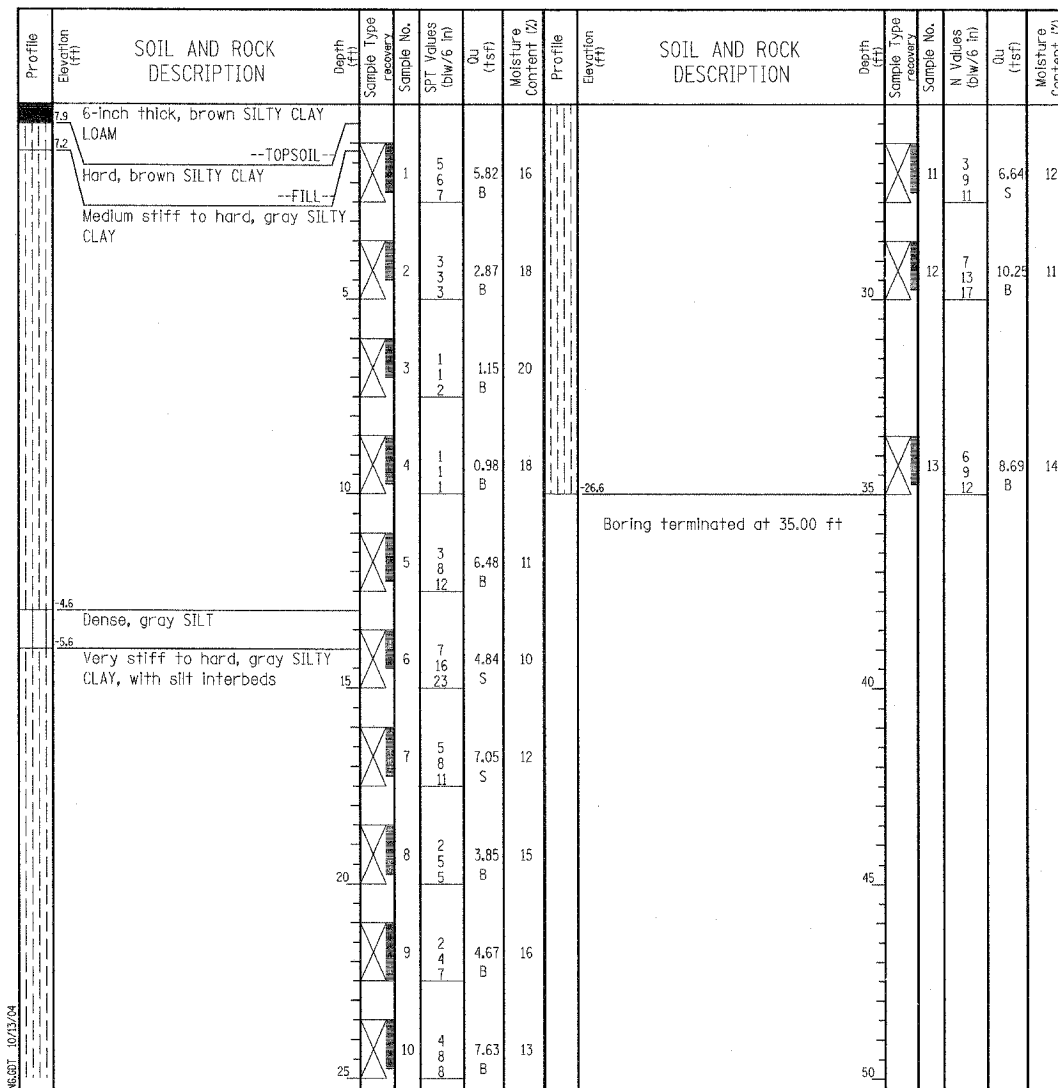 Profile
Elevation (ft)
SOIL AND ROCK
DESCRIPTION
Depth (ft)
Sample Type
recovery
Sample No.
SPT Values
(blw/6 in)
Qu
(tsf)
Moisture
Content (%)
Profile
Elevation (ft)
SOIL AND ROCK
DESCRIPTION
Depth (ft)
Sample Type
recovery
Sample No.
N Values
(blw/6 in)
Qu
(tsf)
Moisture
Content (%)
7.9 6-inch thick, brown SILTY CLAY
LOAM
--TOPSOIL--
7.2
Hard, brown SILTY CLAY
--FILL--
Medium stiff to hard, gray SILTY
CLAY
1 5 6 7 5.82 B 16
2 3 3 3 2.87 B 18
5
3 1 1 2 1.15 B 20
4 1 1 1 0.98 B 18
10
5 3 8 12 6.48 B 11
-4.6
Dense, gray SILT
-5.6
Very stiff to hard, gray SILTY
CLAY, with silt interbeds
6 7 16 23 4.84 S 10
15
7 5 8 11 7.05 S 12
8 2 5 5 3.85 B 15
20
9 2 4 7 4.67 B 16
10 4 8 8 7.63 B 13
25
11 3 9 11 6.64 S 12
12 7 13 17 10.25 B 11
30
13 6 9 12 8.69 B 14
-26.6
35
Boring terminated at 35.00 ft
40
45
50
NG.GDT 10/13/04